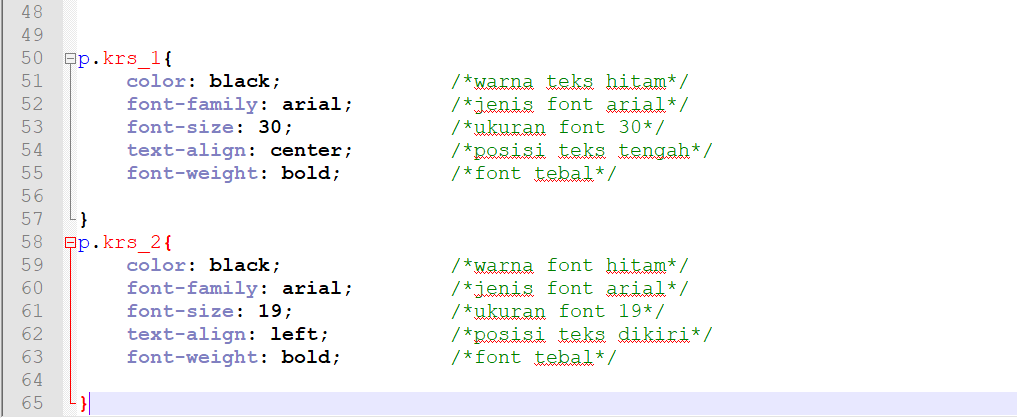 48
49
50 p.krs_1{
51 color: black; /*warna teks hitam*/
52 font-family: arial; /*jenis font arial*/
53 font-size: 30; /*ukuran font 30*/
54 text-align: center; /*posisi teks tengah*/
55 font-weight: bold; /*font tebal*/
56
57 }
58 p.krs_2{
59 color: black; /*warna font hitam*/
60 font-family: arial; /*jenis font arial*/
61 font-size: 19; /*ukuran font 19*/
62 text-align: left; /*posisi teks dikiri*/
63 font-weight: bold; /*font tebal*/
64
65 }